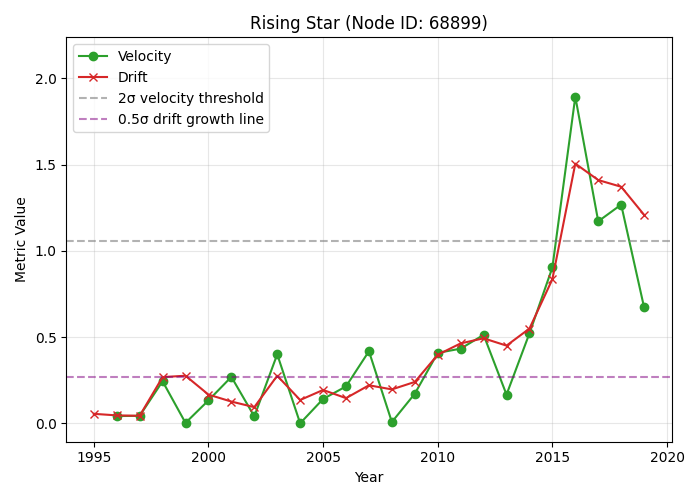 Rising Star (Node ID: 68899)
Velocity
Drift
2σ velocity threshold
0.5σ drift growth line
Metric Value
2.0
1.5
1.0
0.5
0.0
1995 2000 2005 2010 2015 2020
Year